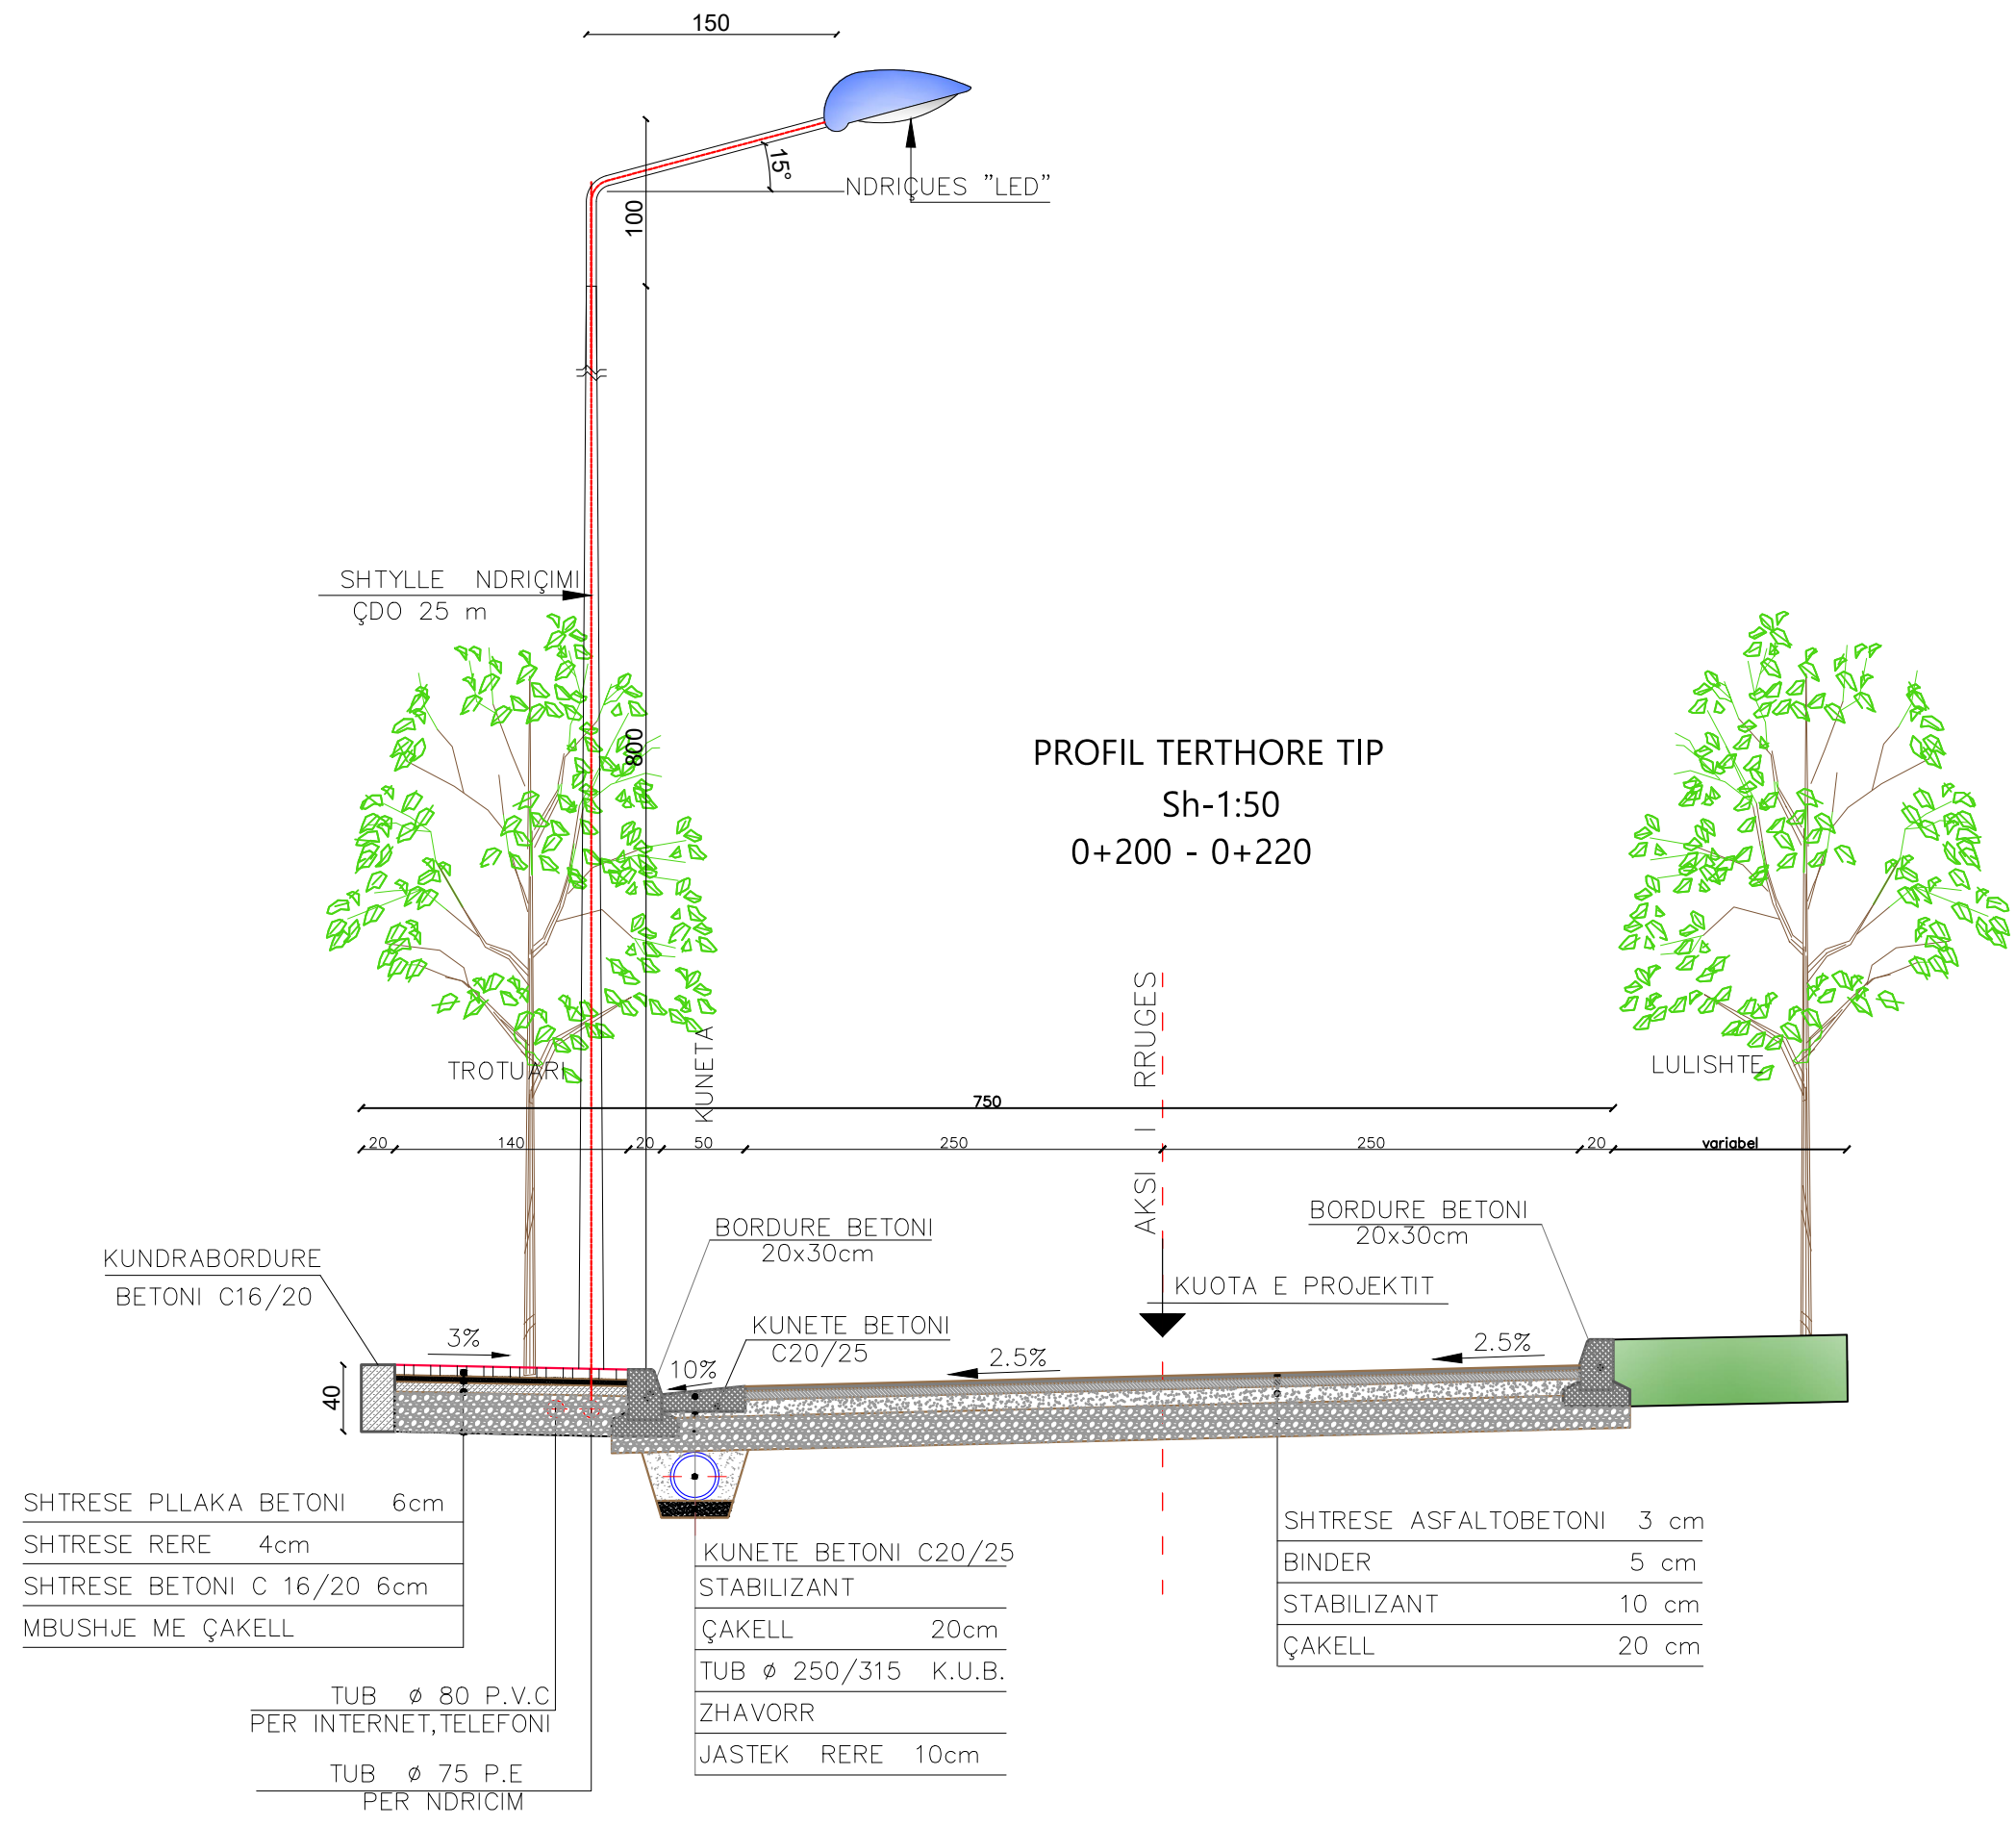 150
15°
NDRIÇUES "LED"
100
SHTYLLE NDRIÇIMI
ÇDO 25 m
800
PROFIL TERTHORE TIP
Sh-1:50
0+200 - 0+220
TROTUARI
KUNETA
AKSI I RRUGES
LULISHTE
750
20 140 20 50 250 250 20 variabel
BORDURE BETONI
20x30cm
BORDURE BETONI
20x30cm
KUNDRABORDURE
BETONI C16/20
KUOTA E PROJEKTIT
KUNETE BETONI
C20/25
3%
10%
2.5%
2.5%
40
SHTRESE PLLAKA BETONI 6cm
SHTRESE RERE 4cm
SHTRESE BETONI C 16/20 6cm
MBUSHJE ME ÇAKELL
TUB ø 80 P.V.C
PER INTERNET,TELEFONI
TUB ø 75 P.E
PER NDRICIM
KUNETE BETONI C20/25
STABILIZANT
ÇAKELL 20cm
TUB ø 250/315 K.U.B.
ZHAVORR
JASTEK RERE 10cm
SHTRESE ASFALTOBETONI 3 cm
BINDER 5 cm
STABILIZANT 10 cm
ÇAKELL 20 cm